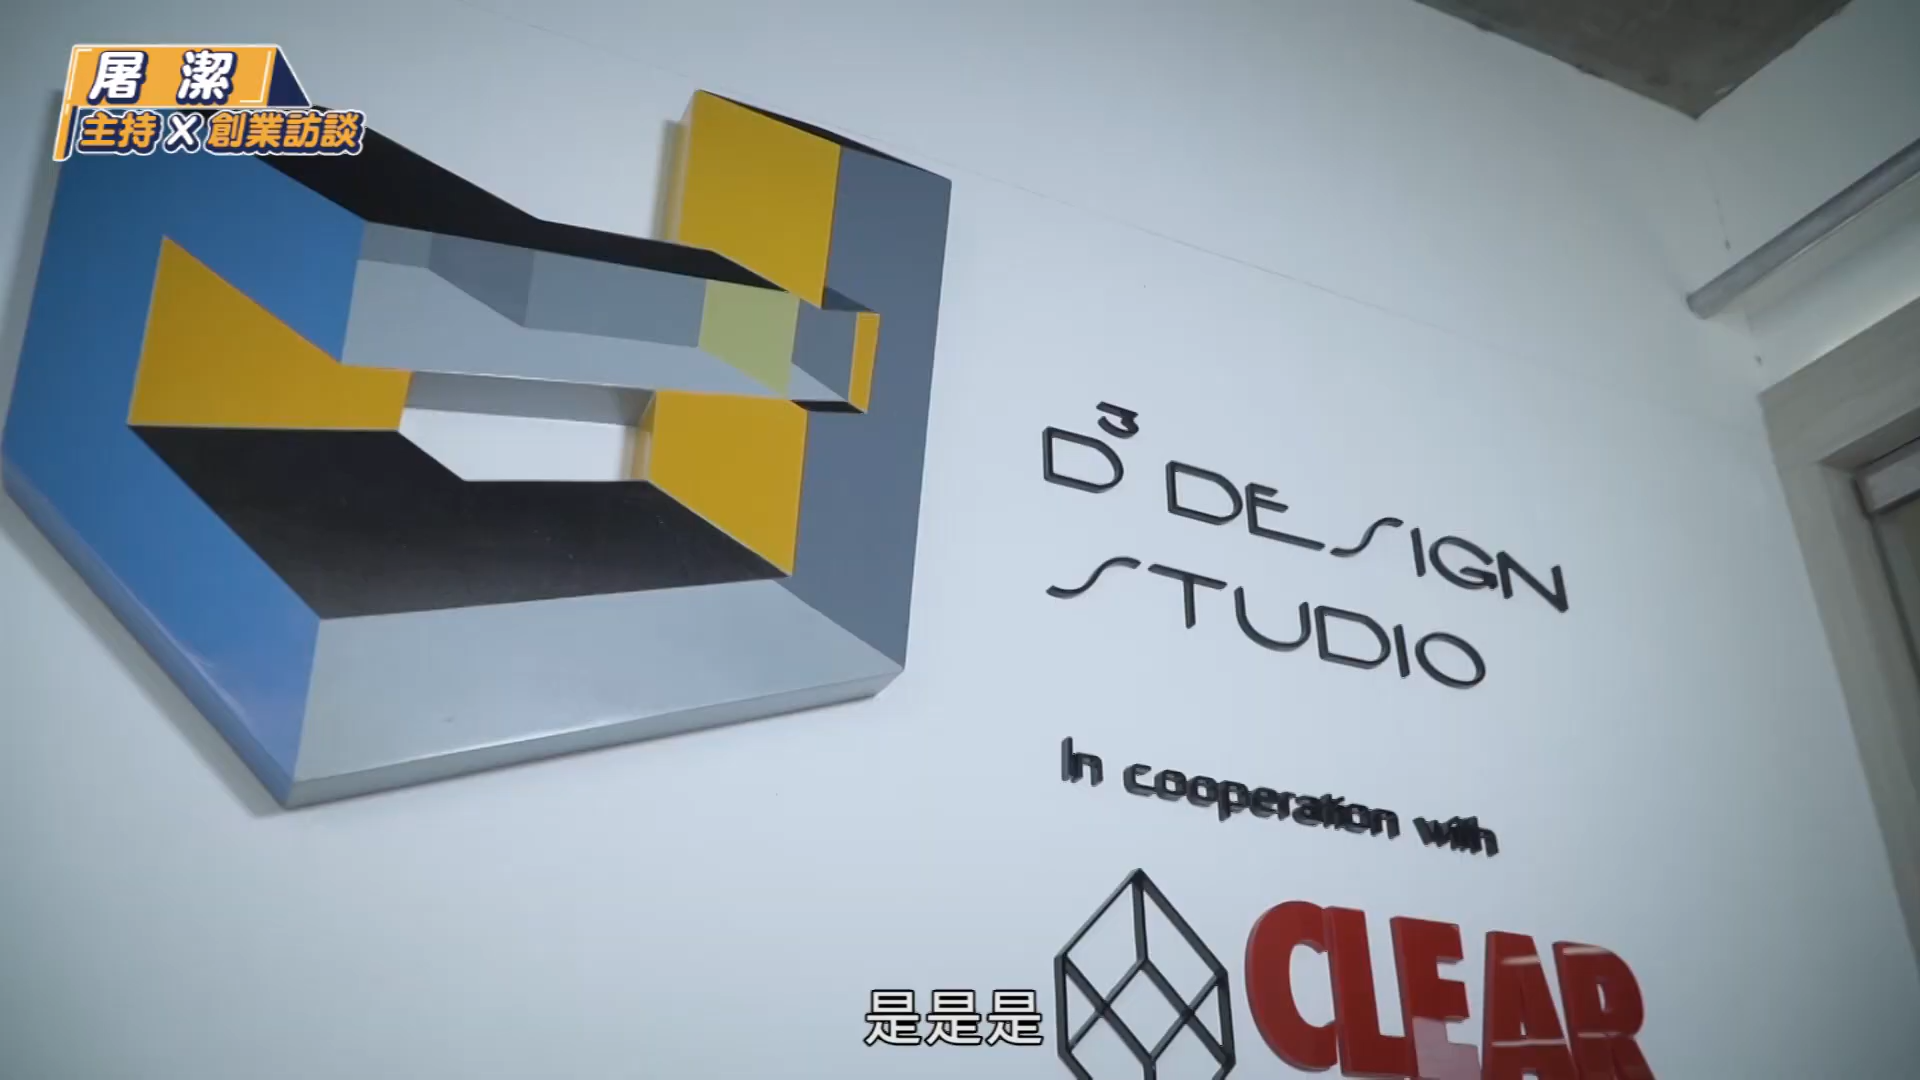 屠 潔
主持 X 創業訪談
D³ DESIGN
STUDIO
In cooperation with
CLEAR
是是是